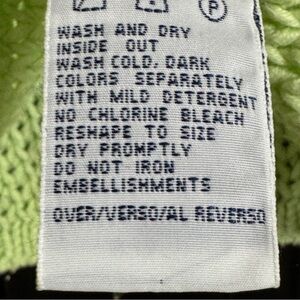 P
WASH AND DRY
INSIDE OUT
WASH COLD. DARK
COLORS SEPARATELY
WITH MILD DETERGENT
NO CHLORINE BLEACH
RESHAPE TO SIZE
DRY PROMPTLY
DO NOT IRON
EMBELLISHMENTS
OVER/VERSO/AL REVERSO